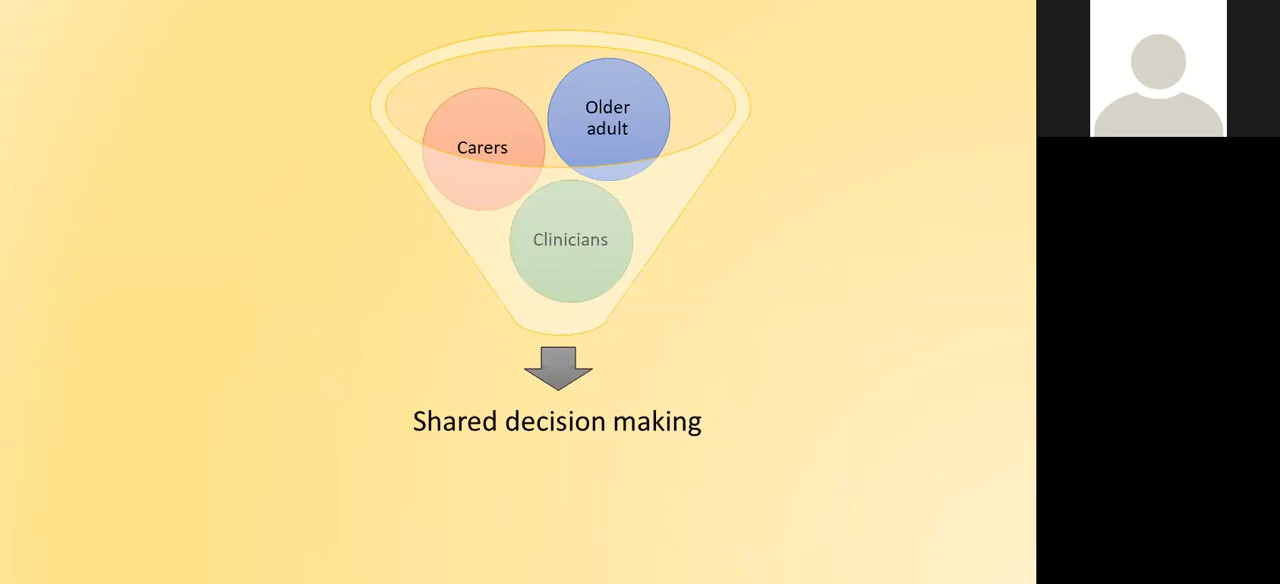 Older
adult
Carers
Clinicians
Shared decision making